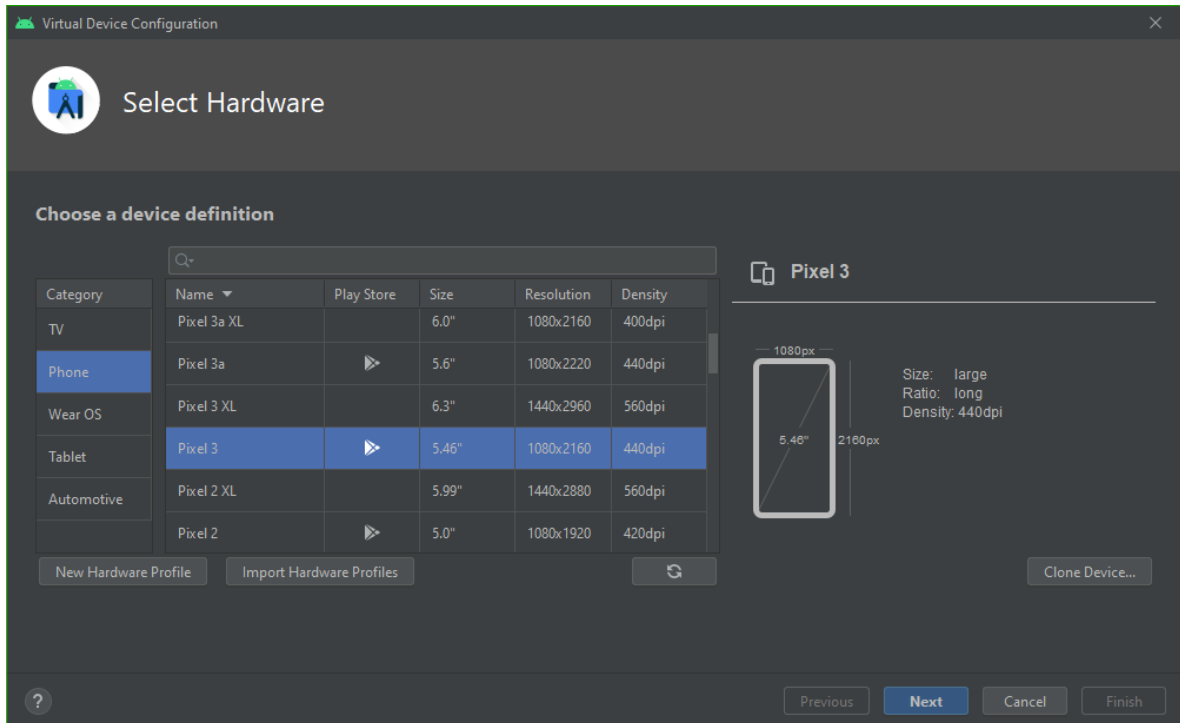 Virtual Device Configuration
Select Hardware
Choose a device definition
Category
TV
Phone
Wear OS
Tablet
Automotive
Name Play Store Size Resolution Density
Pixel 3a XL 6.0" 1080x2160 400dpi
Pixel 3a 5.6" 1080x2220 440dpi
Pixel 3 XL 6.3" 1440x2960 560dpi
Pixel 3 5.46" 1080x2160 440dpi
Pixel 2 XL 5.99" 1440x2880 560dpi
Pixel 2 5.0" 1080x1920 420dpi
New Hardware Profile Import Hardware Profiles
Pixel 3
1080px
5.46"
2160px
Size: large
Ratio: long
Density: 440dpi
Clone Device...
? Previous Next Cancel Finish